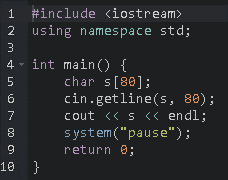 1 #include <iostream>
2 using namespace std;
3
4 int main() {
5     char s[80];
6     cin.getline(s, 80);
7     cout << s << endl;
8     system("pause");
9     return 0;
10 }